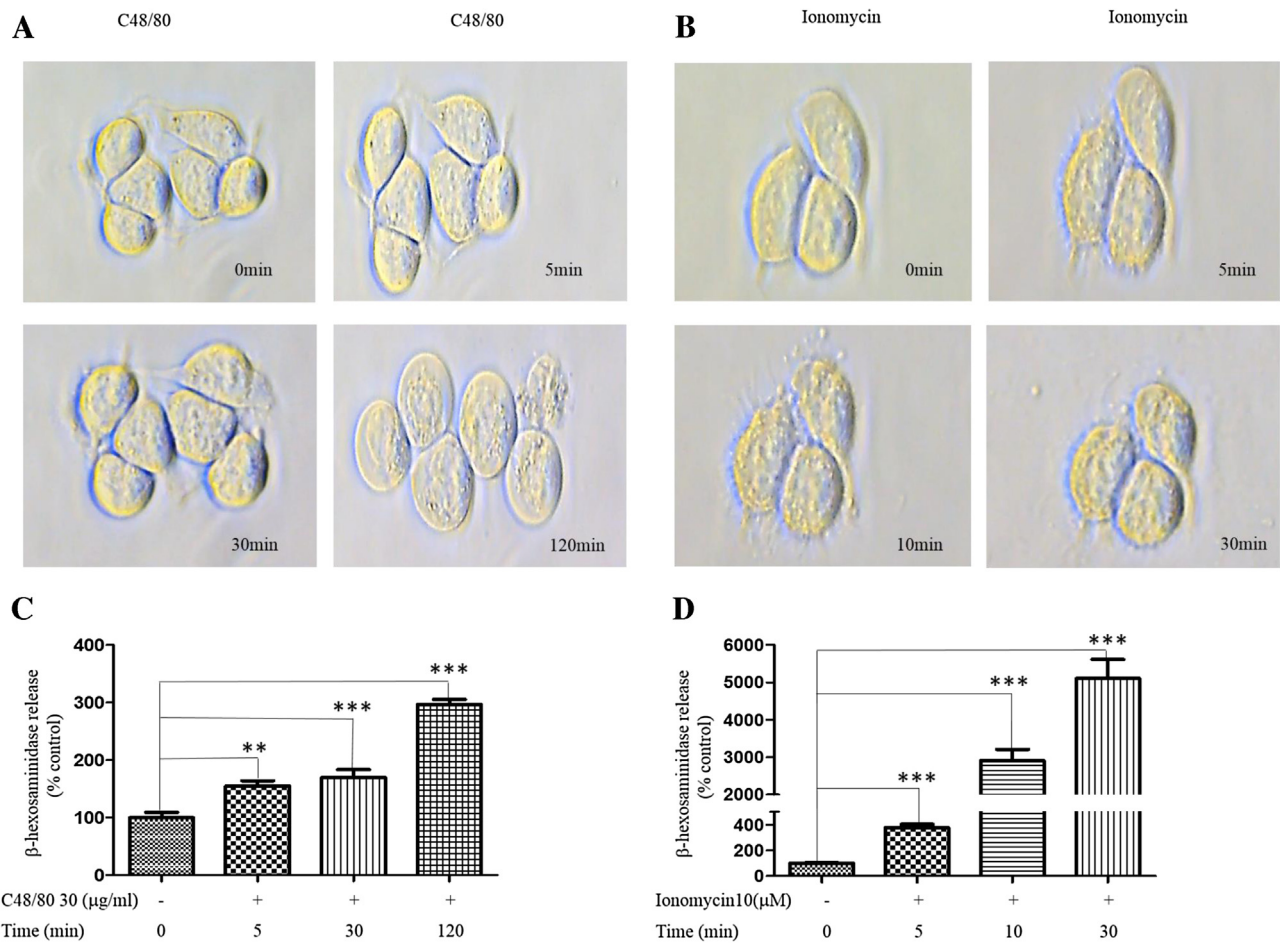 A
C48/80
C48/80
0min
5min
30min
120min
B
Ionomycin
Ionomycin
0min
5min
10min
30min
C
β-hexosaminidase release
(% control)
400
300
200
100
0
**
***
***
C48/80 30 (μg/ml) - + + +
Time (min) 0 5 30 120
D
β-hexosaminidase release
(% control)
6000
5000
4000
3000
2000
400
200
0
***
***
***
Ionomycin10(μM) - + + +
Time (min) 0 5 10 30